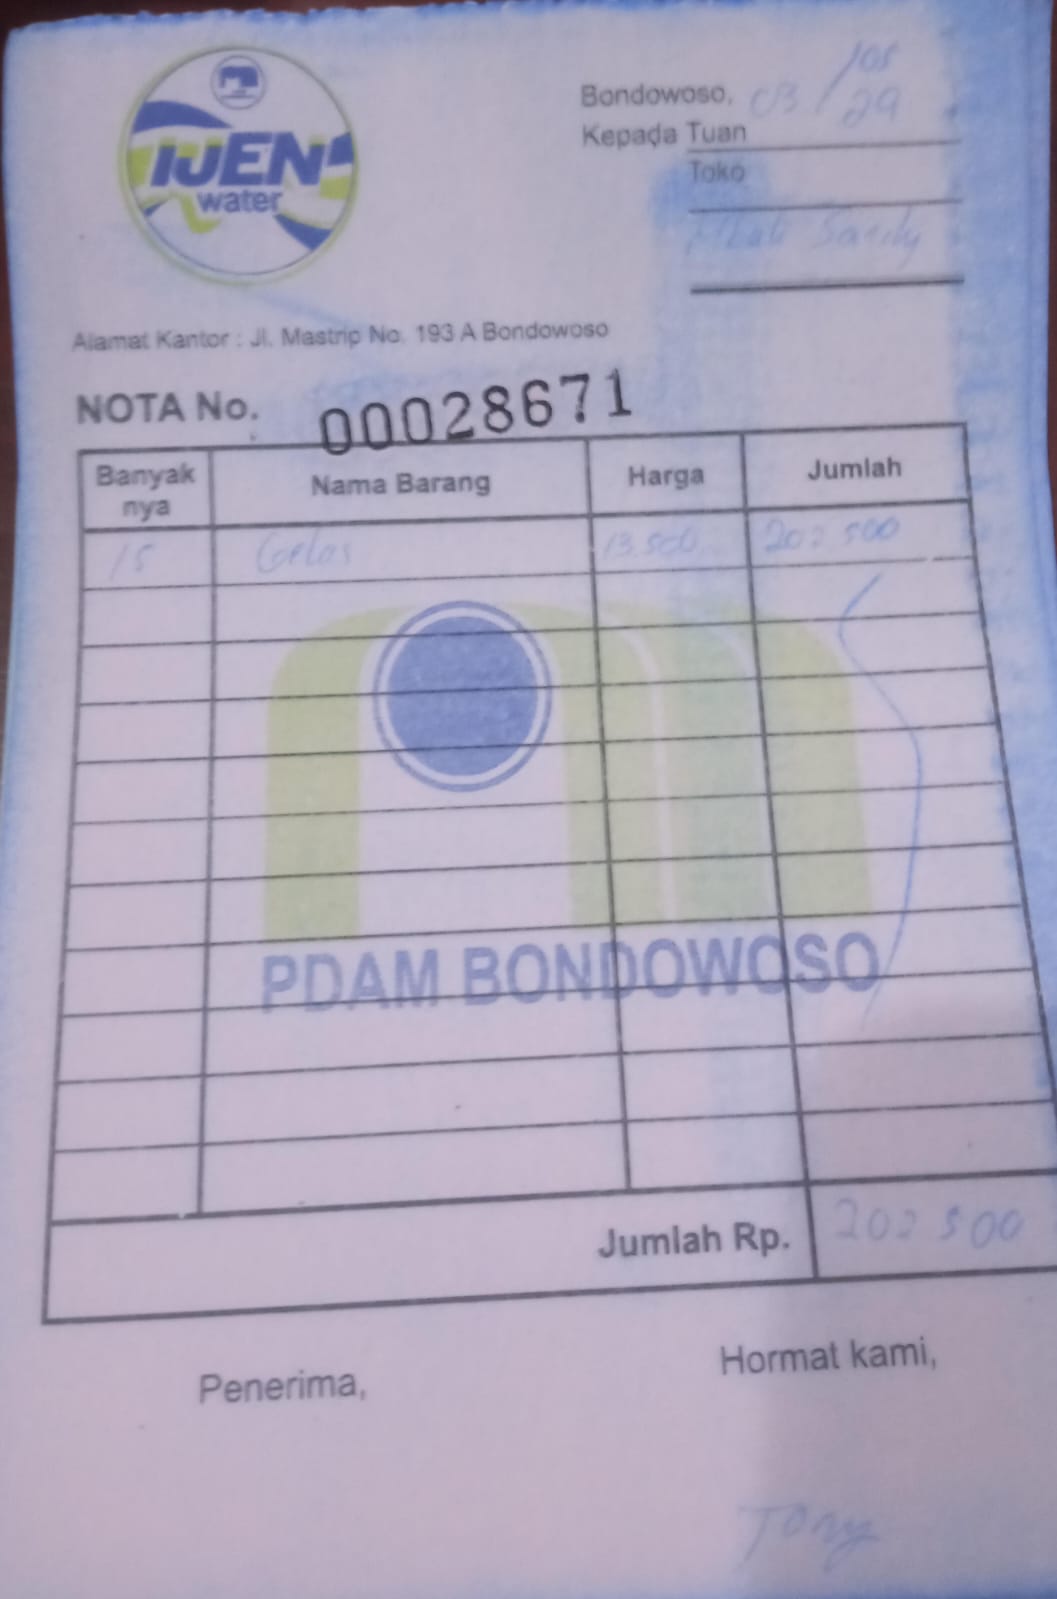 IJEN
water
Bondowoso, 03/05
29
Kepada Tuan
Toko
Sandy
Alamat Kantor : Jl. Mastrip No. 193 A Bondowoso
NOTA No. 00028671
Banyak nya Nama Barang Harga Jumlah
15 Gelas 13.500 202 500
PDAM BONDOWOSO
Jumlah Rp. 202 500
Penerima, Hormat kami,
Tony